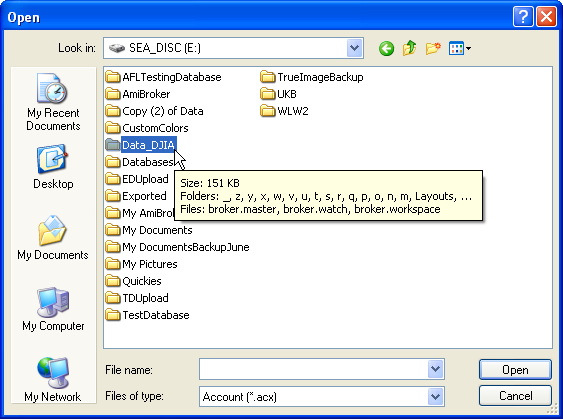 Open
Look in: SEA_DISC (E:)
My Recent
Documents
Desktop
My Documents
My Computer
My Network
AFLTestingDatabase
AmiBroker
Copy (2) of Data
CustomColors
Data_DJIA
Databases
EDUpload
Exported
My AmiBro
My Documents
My DocumentsBackupJune
My Pictures
Quickies
TDUpload
TestDatabase
TrueImageBackup
UKB
WLW2
Size: 151 KB
Folders: _, z, y, x, w, v, u, t, s, r, q, p, o, n, m, Layouts, ...
Files: broker.master, broker.watch, broker.workspace
File name:
Open
Files of type: Account (*.acx)
Cancel